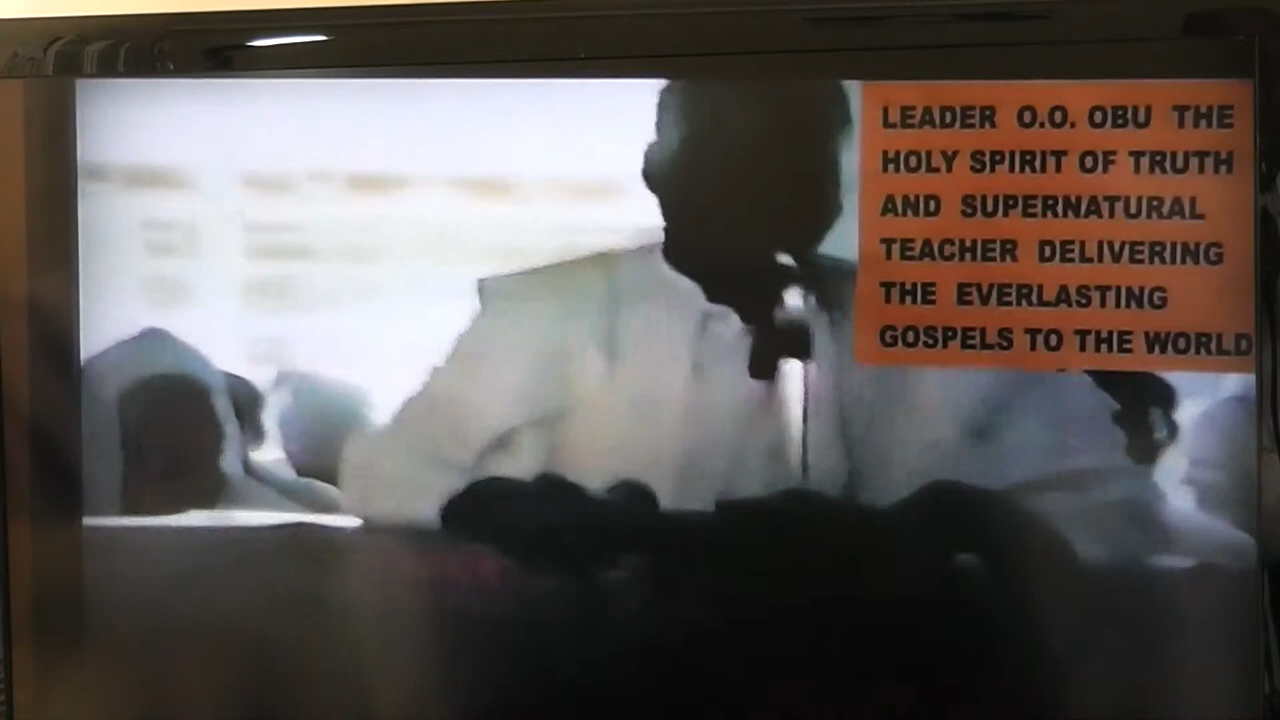 LEADER O.O. OBU THE
HOLY SPIRIT OF TRUTH
AND SUPERNATURAL
TEACHER DELIVERING
THE EVERLASTING
GOSPELS TO THE WORLD